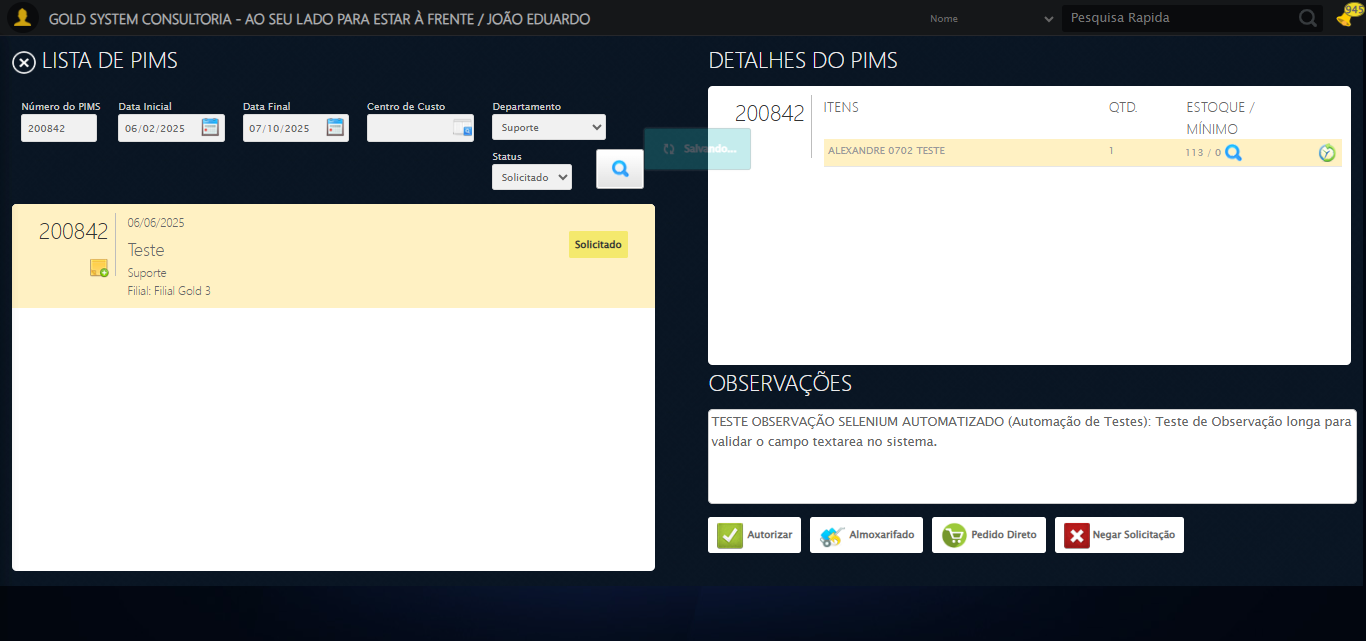 GOLD SYSTEM CONSULTORIA - AO SEU LADO PARA ESTAR À FRENTE / JOÃO EDUARDO
Nome
Pesquisa Rapida
945
LISTA DE PIMS
Número do PIMS
Data Inicial
Data Final
Centro de Custo
Departamento
200842
06/02/2025
07/10/2025
Suporte
Status
Solicitado
Salvando...
200842
06/06/2025
Teste
Suporte
Filial: Filial Gold 3
Solicitado
DETALHES DO PIMS
200842
ITENS
QTD.
ESTOQUE /
MÍNIMO
ALEXANDRE 0702 TESTE
1
113 / 0
OBSERVAÇÕES
TESTE OBSERVAÇÃO SELENIUM AUTOMATIZADO (Automação de Testes): Teste de Observação longa para
validar o campo textarea no sistema.
Autorizar
Almoxarifado
Pedido Direto
Negar Solicitação